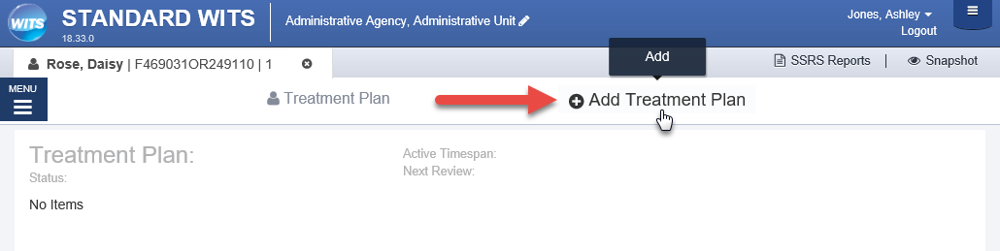 WITS
STANDARD WITS
18.33.0
Administrative Agency, Administrative Unit
Jones, Ashley
Logout
Rose, Daisy | F469031OR249110 | 1
Add
SSRS Reports |
Snapshot
MENU
Treatment Plan
Add Treatment Plan
Treatment Plan:
Status:
Active Timespan:
Next Review:
No Items